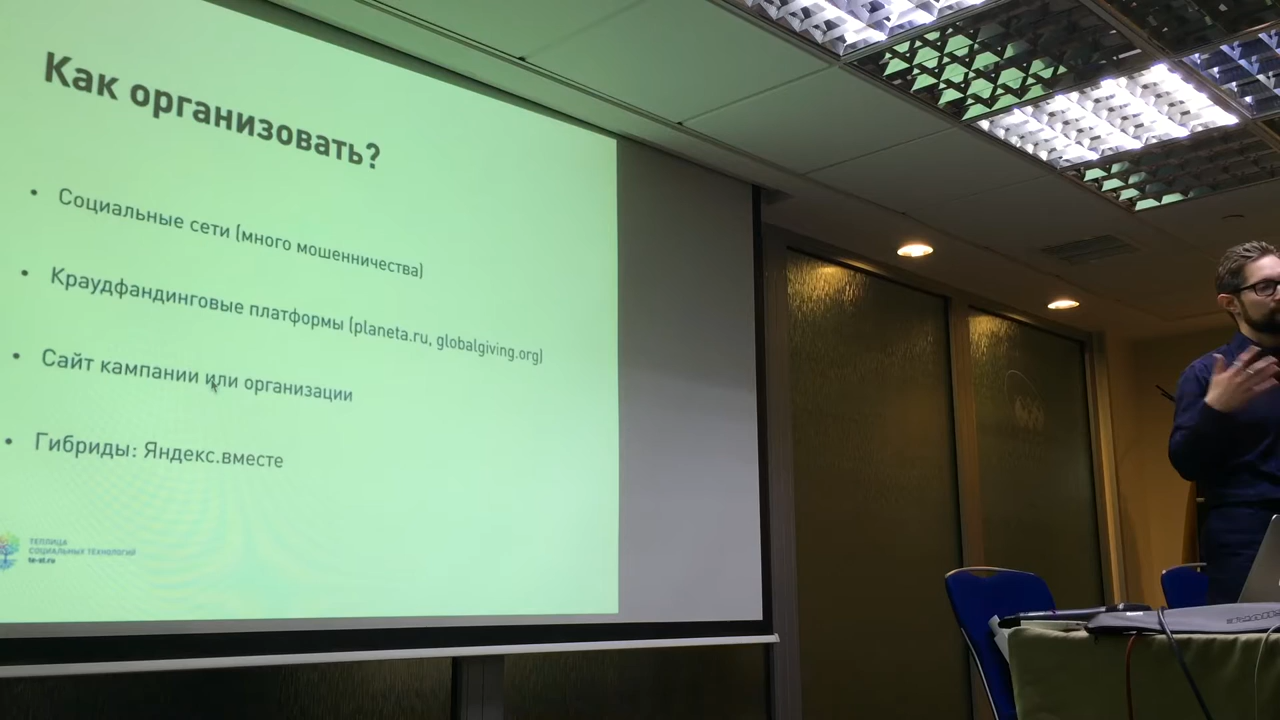 Как организовать?
• Социальные сети (много мошенничества)
• Краудфандинговые платформы (planeta.ru, globalgiving.org)
• Сайт кампании или организации
• Гибриды: Яндекс.вместе
ТЕПЛИЦА
СОЦИАЛЬНЫХ ТЕХНОЛОГИЙ
te-st.ru